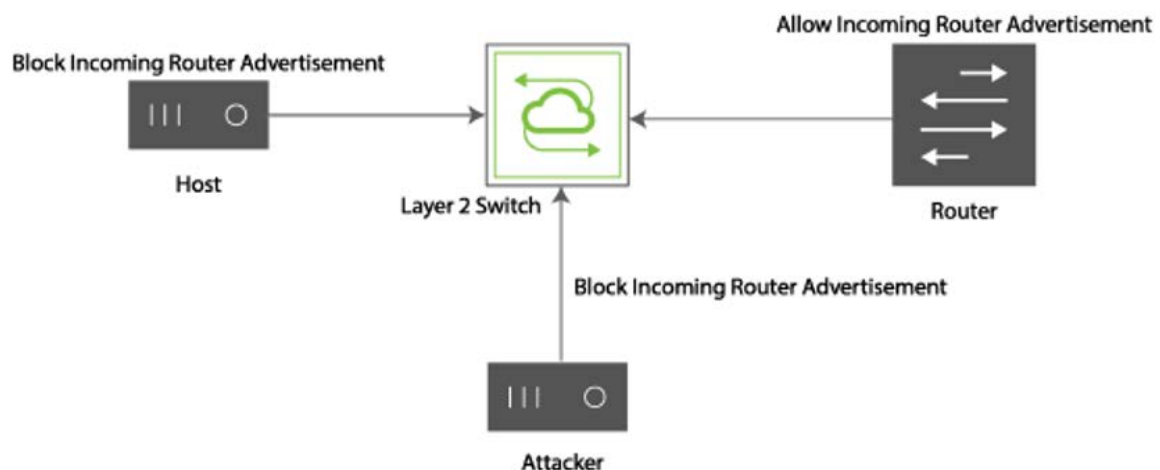 Allow Incoming Router Advertisement
Block Incoming Router Advertisement
Host
Layer 2 Switch
Router
Block Incoming Router Advertisement
Attacker